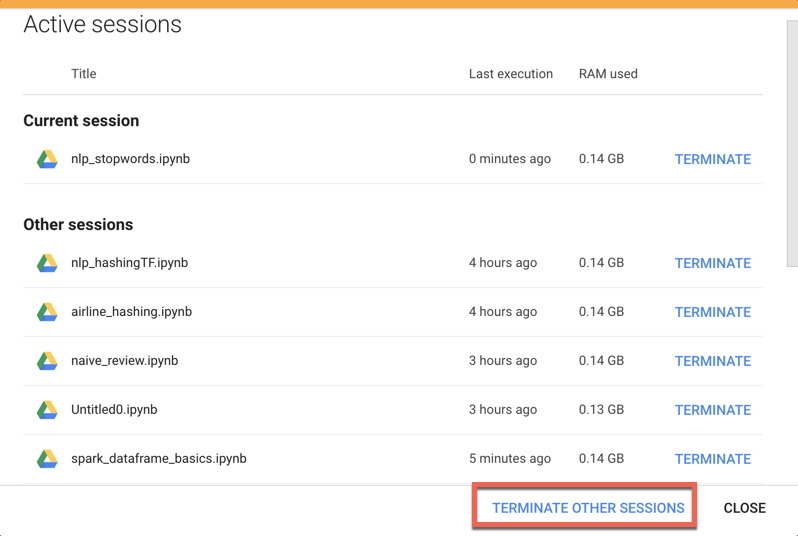 Active sessions
Title Last execution RAM used
Current session
nlp_stopwords.ipynb 0 minutes ago 0.14 GB TERMINATE
Other sessions
nlp_hashingTF.ipynb 4 hours ago 0.14 GB TERMINATE
airline_hashing.ipynb 4 hours ago 0.14 GB TERMINATE
naive_review.ipynb 3 hours ago 0.14 GB TERMINATE
Untitled0.ipynb 3 hours ago 0.13 GB TERMINATE
spark_dataframe_basics.ipynb 5 minutes ago 0.14 GB TERMINATE
TERMINATE OTHER SESSIONS CLOSE